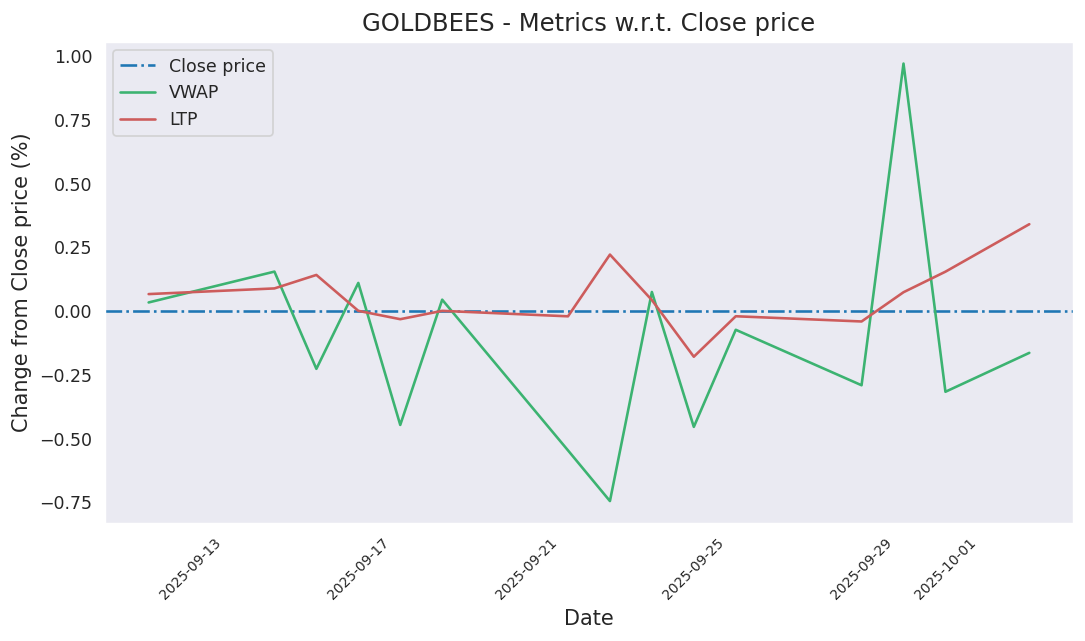 GOLDBEES - Metrics w.r.t. Close price
Close price
VWAP
LTP
Change from Close price (%)
1.00
0.75
0.50
0.25
0.00
−0.25
−0.50
−0.75
2025-09-13
2025-09-17
2025-09-21
2025-09-25
2025-09-29
2025-10-01
Date